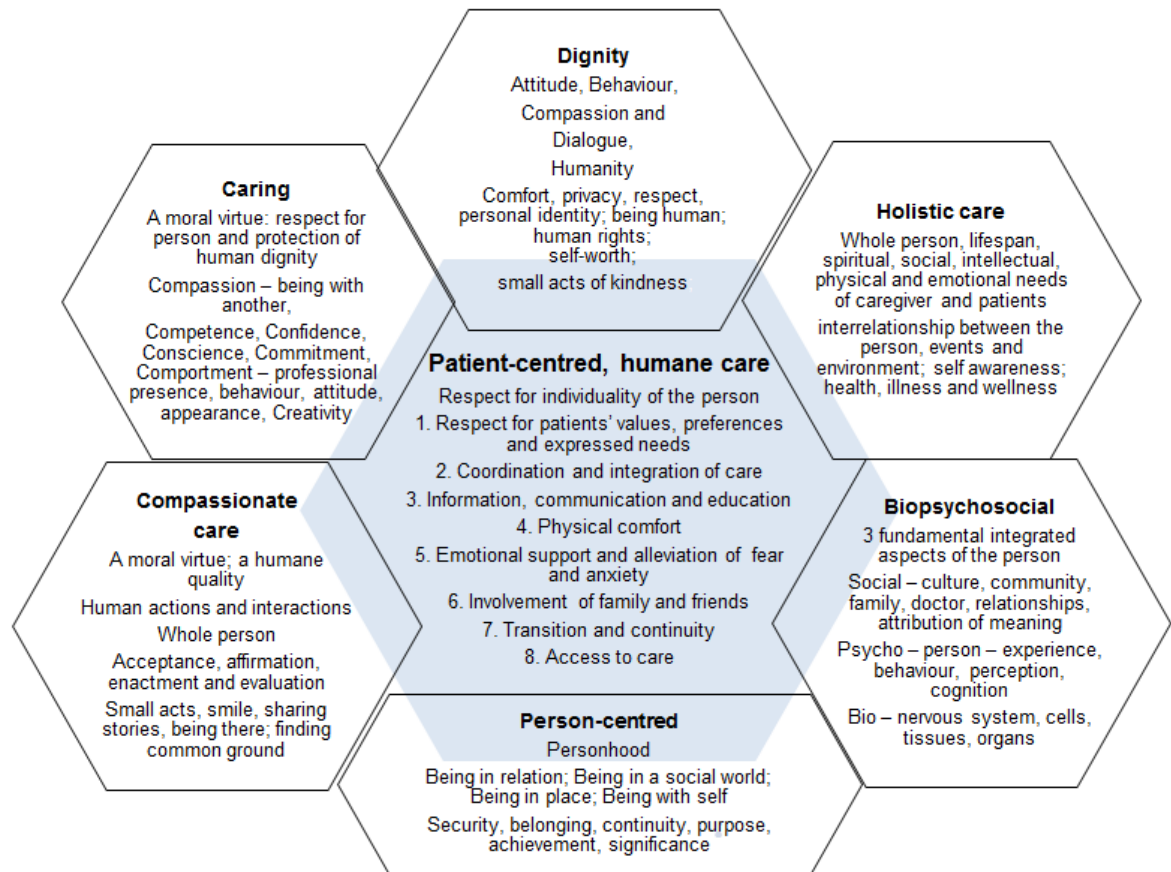 Dignity
Attitude, Behaviour,
Compassion and
Dialogue,
Humanity
Comfort, privacy, respect,
personal identity; being human;
human rights;
self-worth;
small acts of kindness;
Caring
A moral virtue: respect for
person and protection of
human dignity
Compassion – being with
another,
Competence, Confidence,
Conscience, Commitment,
Comportment – professional
presence, behaviour, attitude,
appearance, Creativity
Holistic care
Whole person, lifespan,
spiritual, social, intellectual,
physical and emotional needs
of caregiver and patients
interrelationship between the
person, events and
environment; self awareness;
health, illness and wellness
Patient-centred, humane care
Respect for individuality of the person
1. Respect for patients' values, preferences
and expressed needs
2. Coordination and integration of care
3. Information, communication and education
4. Physical comfort
5. Emotional support and alleviation of fear
and anxiety
6. Involvement of family and friends
7. Transition and continuity
8. Access to care
Compassionate
care
A moral virtue; a humane
quality
Human actions and interactions
Whole person
Acceptance, affirmation,
enactment and evaluation
Small acts, smile, sharing
stories, being there; finding
common ground
Biopsychosocial
3 fundamental integrated
aspects of the person
Social – culture, community,
family, doctor, relationships,
attribution of meaning
Psycho – person – experience,
behaviour, perception,
cognition
Bio – nervous system, cells,
tissues, organs
Person-centred
Personhood
Being in relation; Being in a social world;
Being in place; Being with self
Security, belonging, continuity, purpose,
achievement, significance